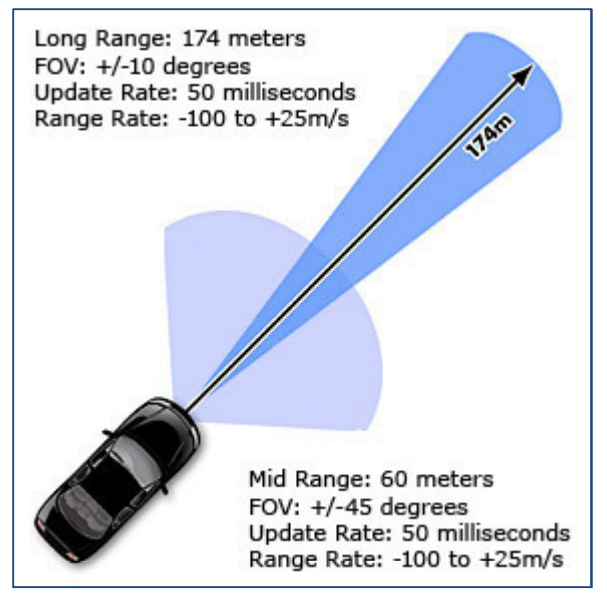 Long Range: 174 meters
FOV: +/-10 degrees
Update Rate: 50 milliseconds
Range Rate: -100 to +25m/s
174m
Mid Range: 60 meters
FOV: +/-45 degrees
Update Rate: 50 milliseconds
Range Rate: -100 to +25m/s